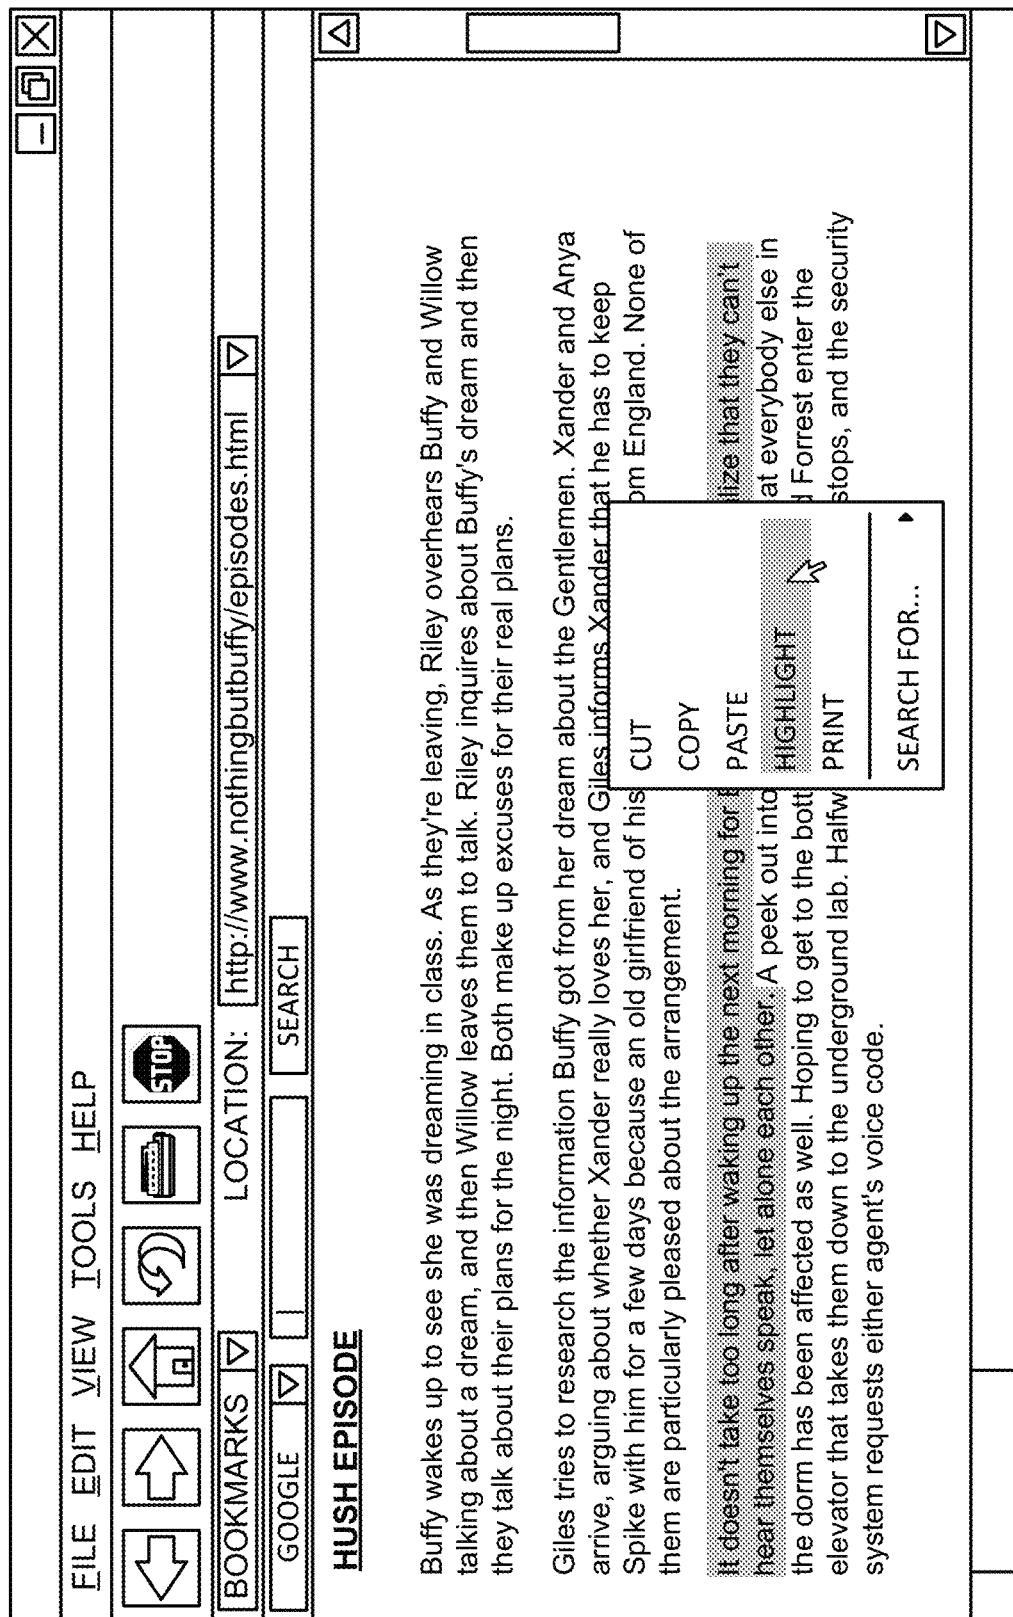 FILE EDIT VIEW TOOLS HELP
STOP
BOOKMARKS LOCATION: http://www.nothingbutbuffy/episodes.html
GOOGLE SEARCH
HUSH EPISODE
Buffy wakes up to see she was dreaming in class. As they're leaving, Riley overhears Buffy and Willow
talking about a dream, and then Willow leaves them to talk. Riley inquires about Buffy's dream and then
they talk about their plans for the night. Both make up excuses for their real plans.
Giles tries to research the information Buffy got from her dream about the Gentlemen. Xander and Anya
arrive, arguing about whether Xander really loves her, and Giles informs Xander that he has to keep
Spike with him for a few days because an old girlfriend of his om England. None of
them are particularly pleased about the arrangement.
It doesn't take too long after waking up the next morning for lize that they can't
hear themselves speak, let alone each other. A peek out into at everybody else in
the dorm has been affected as well. Hoping to get to the bott d Forrest enter the
elevator that takes them down to the underground lab. Halfw stops, and the security
system requests either agent's voice code.
CUT
COPY
PASTE
HIGHLIGHT
PRINT
SEARCH FOR...